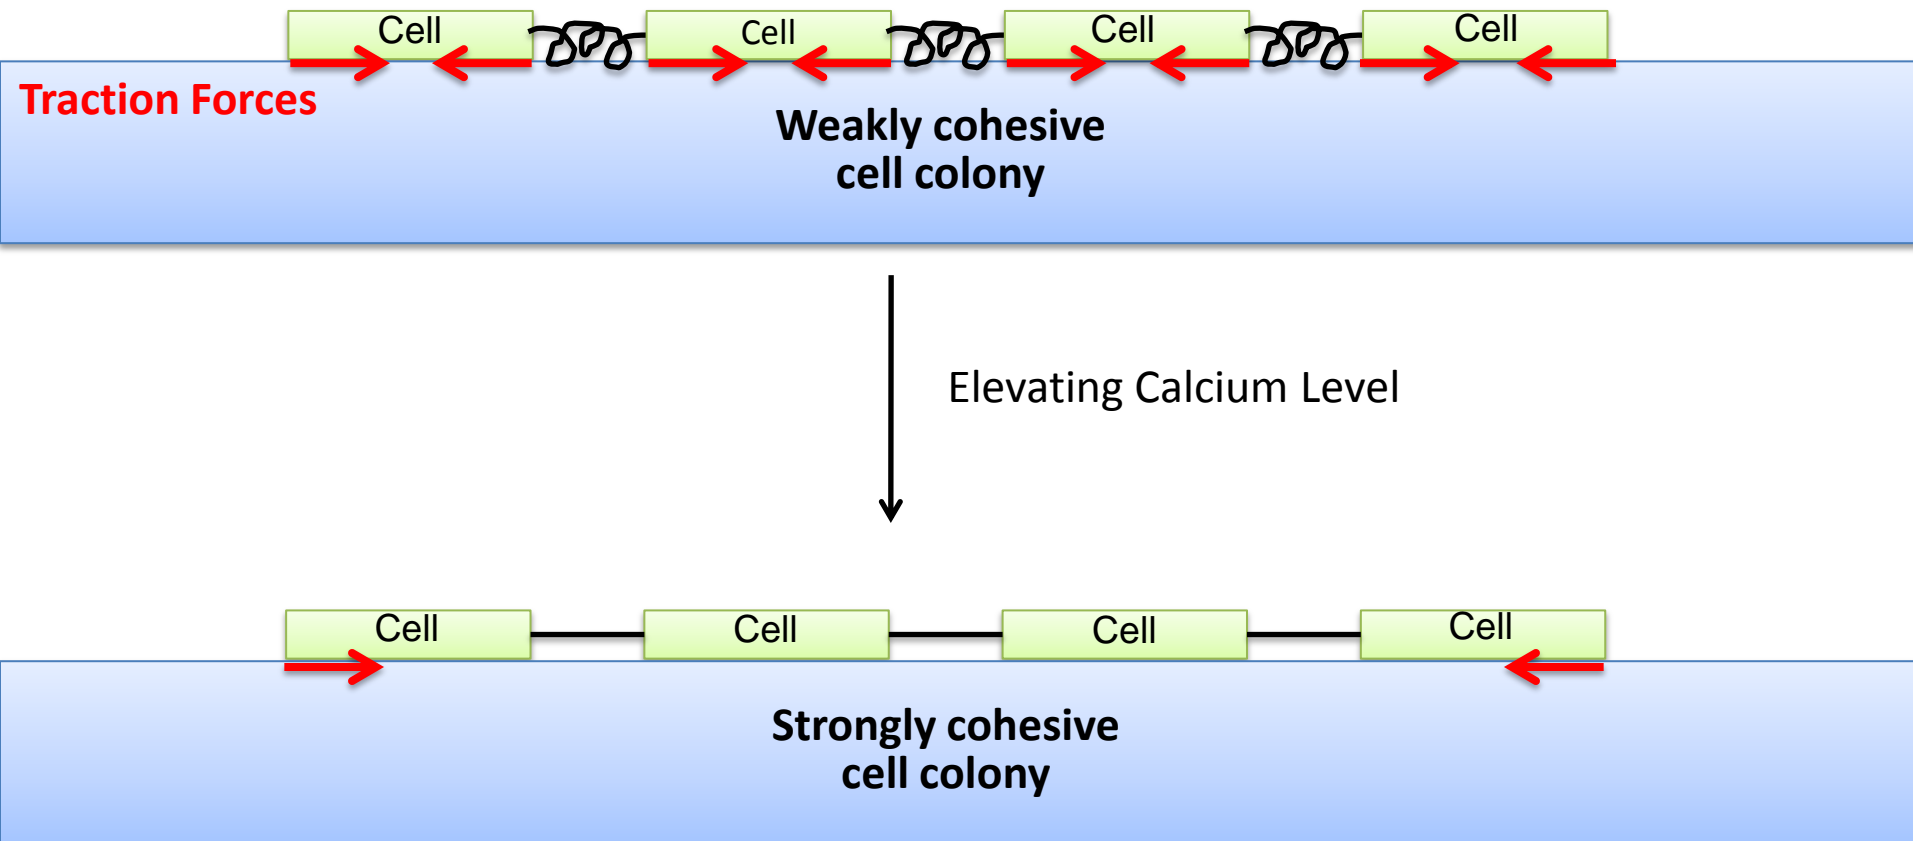 Cell
Cell
Cell
Cell
Traction Forces
Weakly cohesive
cell colony
Elevating Calcium Level
Cell
Cell
Cell
Cell
Strongly cohesive
cell colony